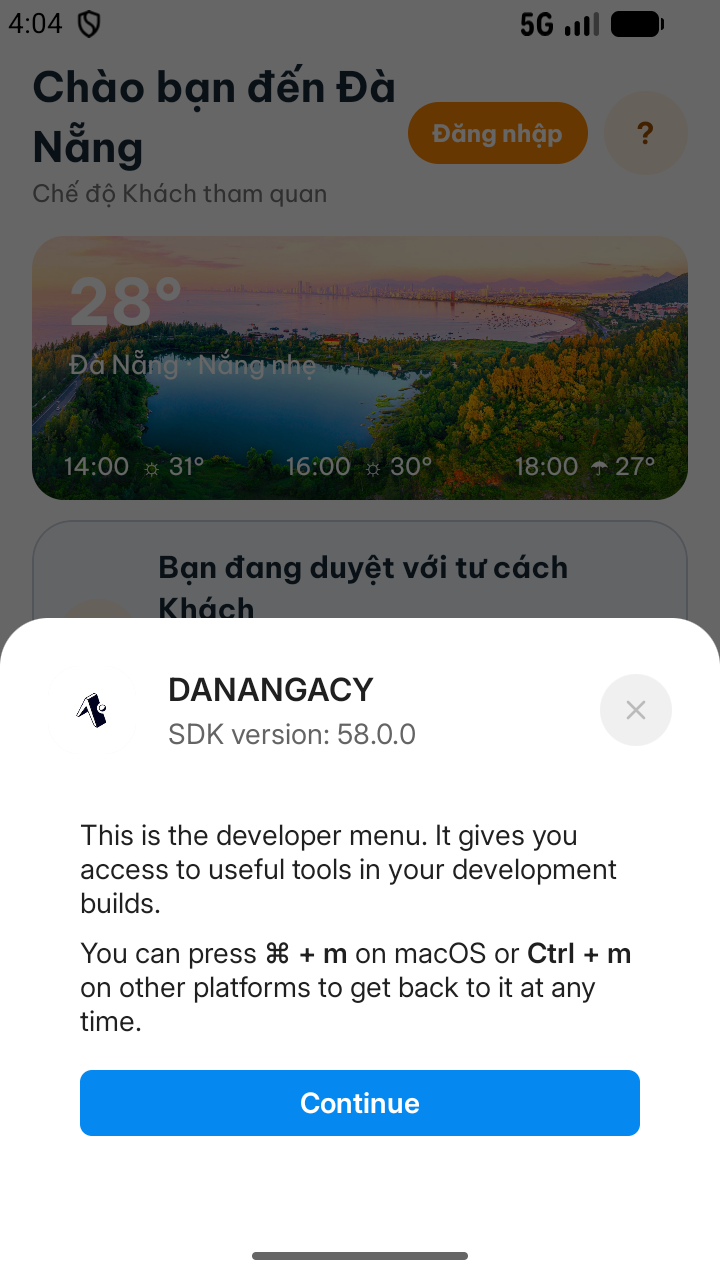 4:04
5G
Chào bạn đến Đà
Nẵng
Đăng nhập
?
Chế độ Khách tham quan
28°
Đà Nẵng · Nắng nhẹ
14:00 ☼ 31°
16:00 ☼ 30°
18:00 ☂ 27°
Bạn đang duyệt với tư cách
Khách
DANANGACY
SDK version: 58.0.0
This is the developer menu. It gives you
access to useful tools in your development
builds.
You can press ⌘ + m on macOS or Ctrl + m
on other platforms to get back to it at any
time.
Continue